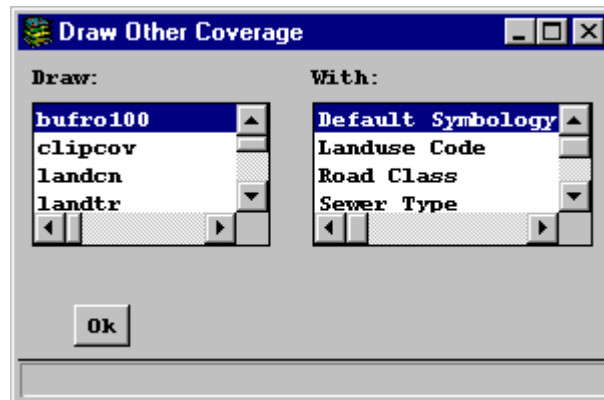 Draw Other Coverage
Draw:
With:
bufro100
clipcov
landcn
landtr
Default Symbology
Landuse Code
Road Class
Sewer Type
Ok